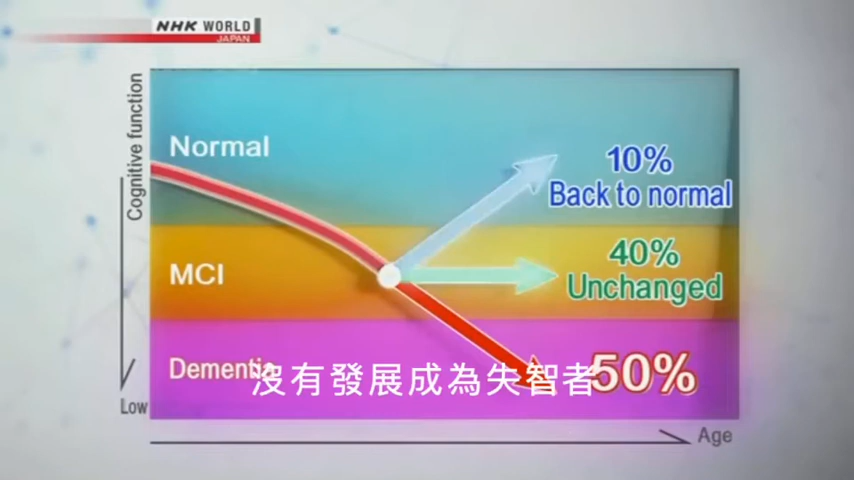 NHK WORLD
JAPAN
Cognitive function
Normal
10%
Back to normal
MCI
40%
Unchanged
Dementia
50%
沒有發展成為失智者
Low
Age